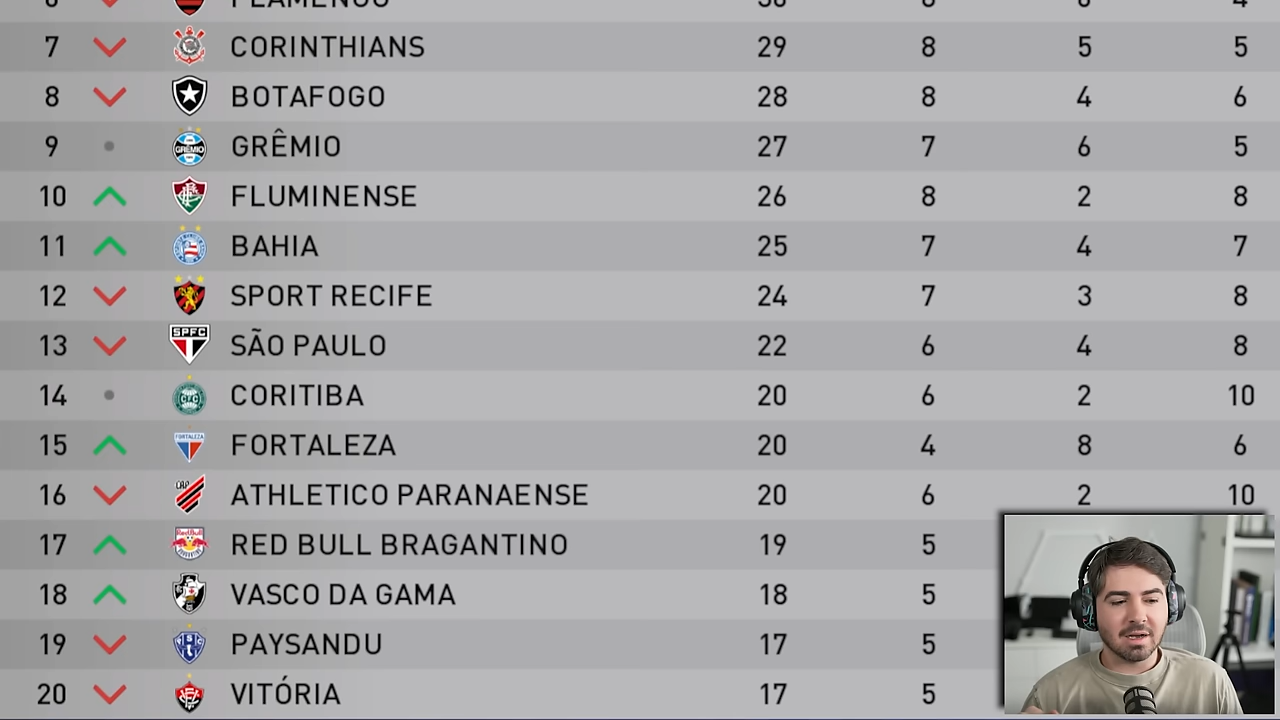 FLAMENGO
7 CORINTHIANS 29 8 5 5
8 BOTAFOGO 28 8 4 6
9 GRÊMIO 27 7 6 5
10 FLUMINENSE 26 8 2 8
11 BAHIA 25 7 4 7
12 SPORT RECIFE 24 7 3 8
13 SPFC SÃO PAULO 22 6 4 8
14 CORITIBA 20 6 2 10
15 FORTALEZA FORTALEZA 20 4 8 6
16 CAP ATHLETICO PARANAENSE 20 6 2 10
17 RED BULL BRAGANTINO 19 5
18 VASCO DA GAMA 18 5
19 PAYSANDU 17 5
20 VITÓRIA 17 5